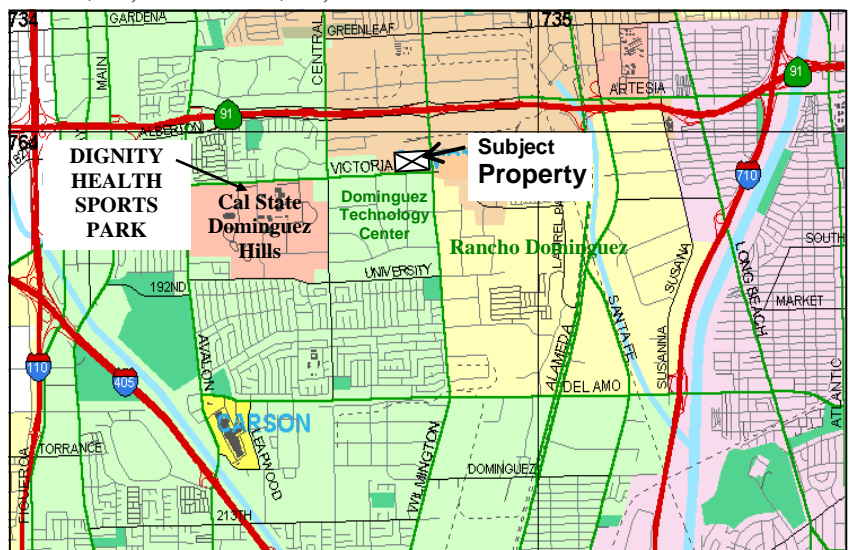 734
GARDENA
MAIN
CENTRAL
GREENLEAF
735
ARTESIA
91
91
ALBERTON
764
DIGNITY
HEALTH
SPORTS
PARK
VICTORIA
Subject
Property
710
Cal State
Dominguez
Hills
Dominguez
Technology
Center
Rancho Dominguez
UNIVERSITY
192ND
SUSANA
LONG BEACH
SOUTH
MARKET
SANTA FE
ALAMEDA
SUSANNA
110
405
AVALON
DEL AMO
ATLANTIC
CARSON
LEAPWOOD
WILMINGTON
TORRANCE
FIGUEROA
DOMINGUEZ
213TH